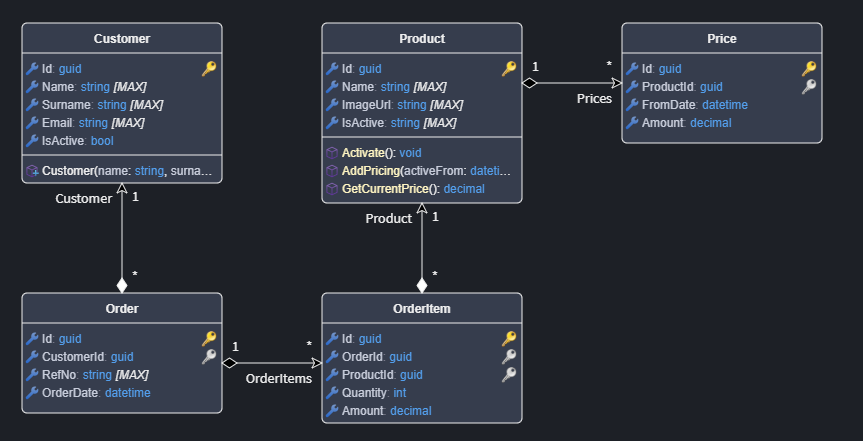 Customer
Id: guid
Name: string [MAX]
Surname: string [MAX]
Email: string [MAX]
IsActive: bool
Customer(name: string, surna...
Product
Id: guid
Name: string [MAX]
ImageUrl: string [MAX]
IsActive: string [MAX]
Activate(): void
AddPricing(activeFrom: dateti...
GetCurrentPrice(): decimal
1
*
Prices
Price
Id: guid
ProductId: guid
FromDate: datetime
Amount: decimal
Customer
1
*
Product
1
*
Order
Id: guid
CustomerId: guid
RefNo: string [MAX]
OrderDate: datetime
1
*
OrderItems
OrderItem
Id: guid
OrderId: guid
ProductId: guid
Quantity: int
Amount: decimal